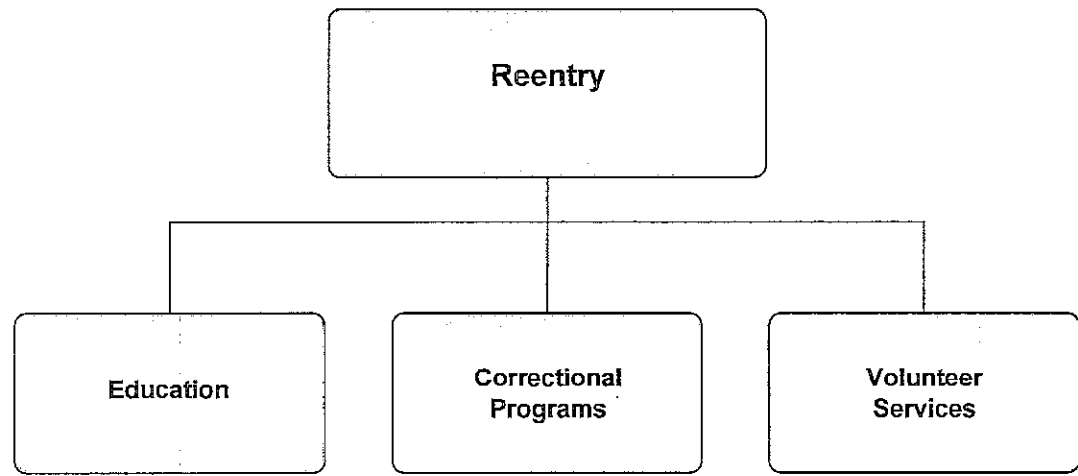 Reentry
Education
Correctional
Programs
Volunteer
Services